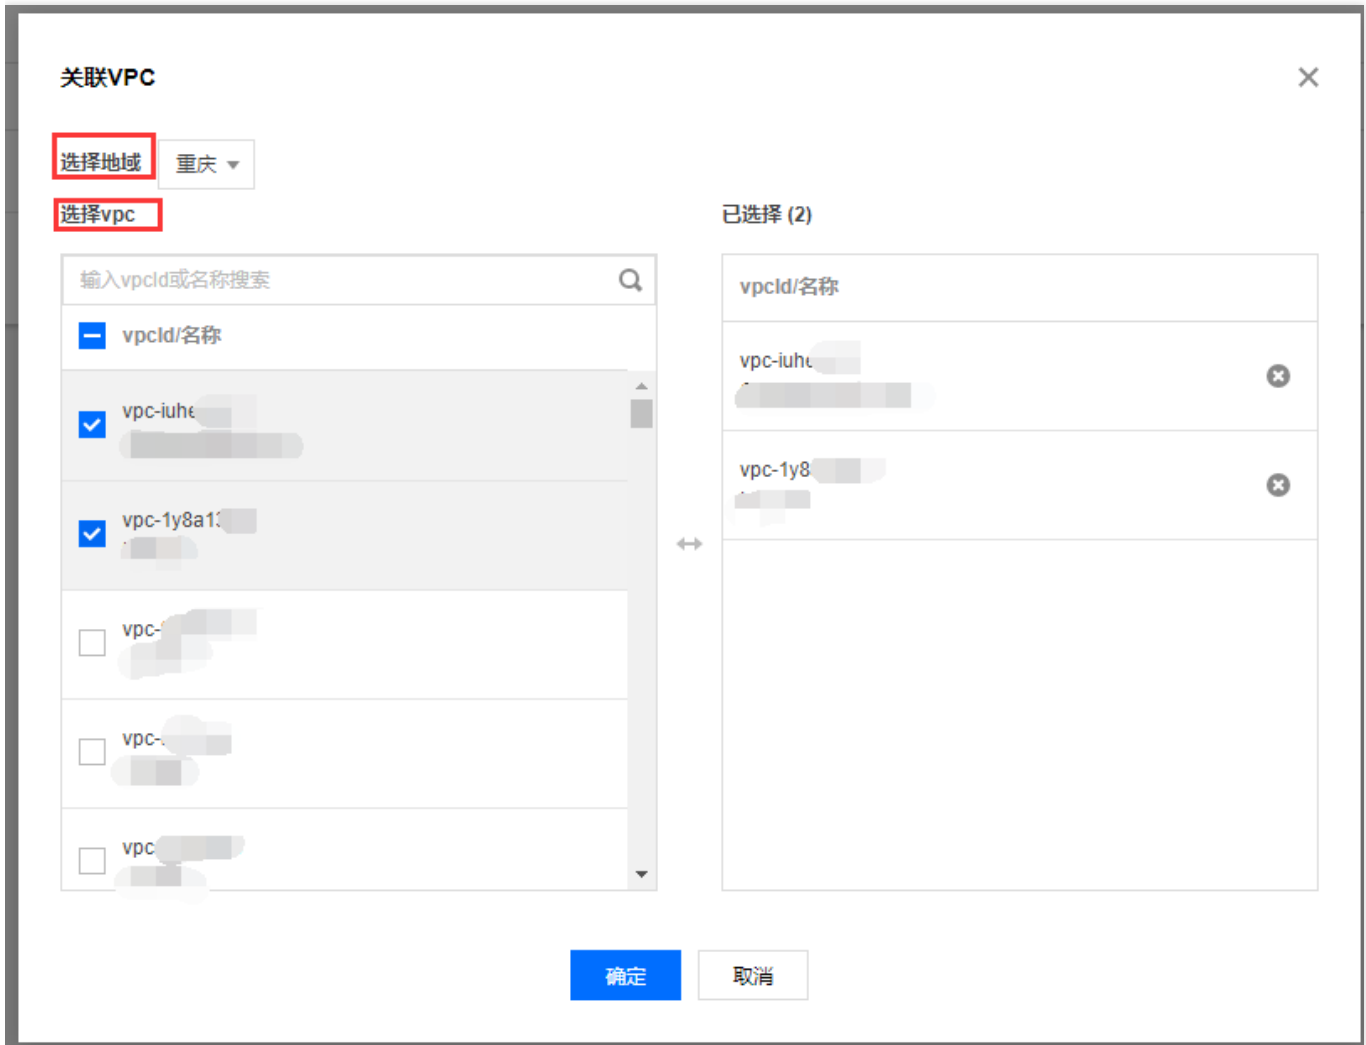 关联VPC
选择地域 重庆
选择vpc
输入vpcId或名称搜索
vpcId/名称
vpc-iuhe
vpc-1y8a13
vpc-
vpc-
vpc
已选择 (2)
vpcId/名称
vpc-iuhe
vpc-1y8
确定 取消